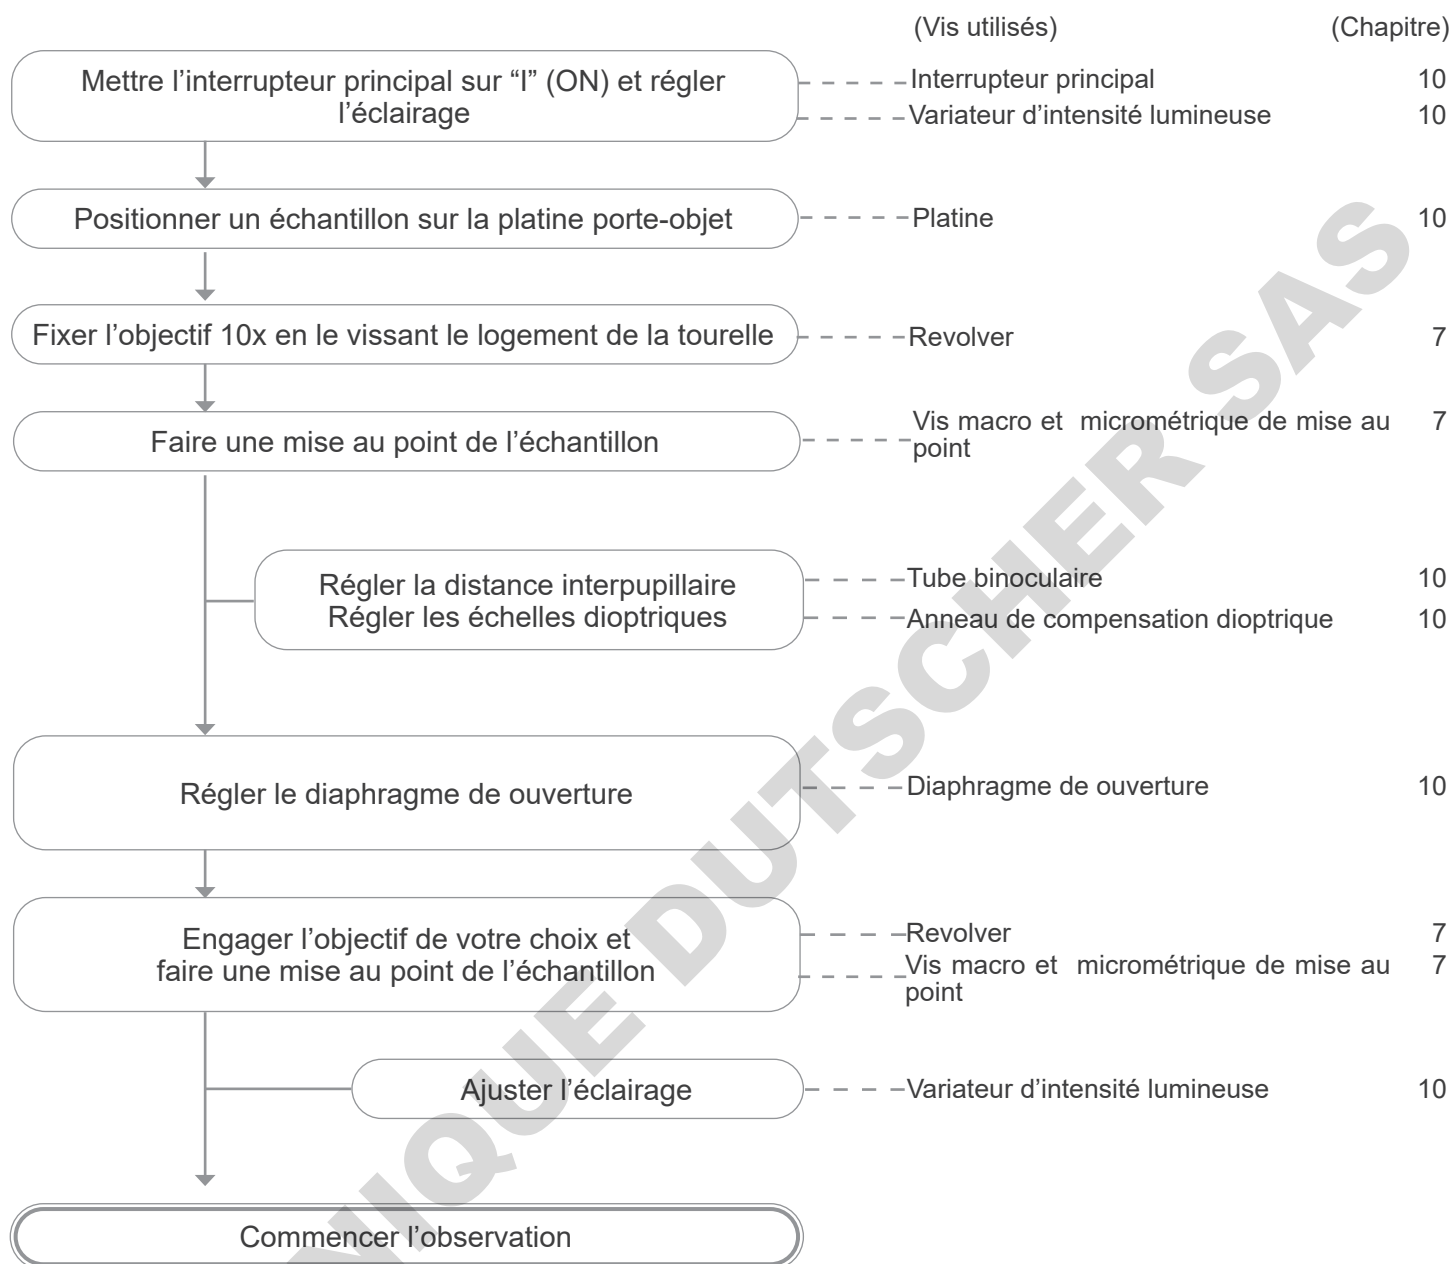 (Vis utilisés) (Chapitre)
Mettre l’interrupteur principal sur “I” (ON) et régler
l’éclairage
Interrupteur principal 10
Variateur d’intensité lumineuse 10
Positionner un échantillon sur la platine porte-objet
Platine 10
Fixer l’objectif 10x en le vissant le logement de la tourelle
Revolver 7
Faire une mise au point de l’échantillon
Vis macro et micrométrique de mise au 7
point
Régler la distance interpupillaire
Régler les échelles dioptriques
Tube binoculaire 10
Anneau de compensation dioptrique 10
Régler le diaphragme de ouverture
Diaphragme de ouverture 10
Engager l’objectif de votre choix et
faire une mise au point de l’échantillon
Revolver 7
Vis macro et micrométrique de mise au 7
point
Ajuster l’éclairage
Variateur d’intensité lumineuse 10
Commencer l’observation
NIQUE DUTSCHER SAS